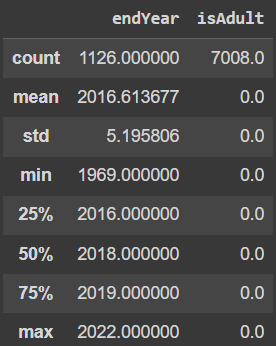 endYear isAdult
count 1126.000000 7008.0
mean 2016.613677 0.0
std 5.195806 0.0
min 1969.000000 0.0
25% 2016.000000 0.0
50% 2018.000000 0.0
75% 2019.000000 0.0
max 2022.000000 0.0